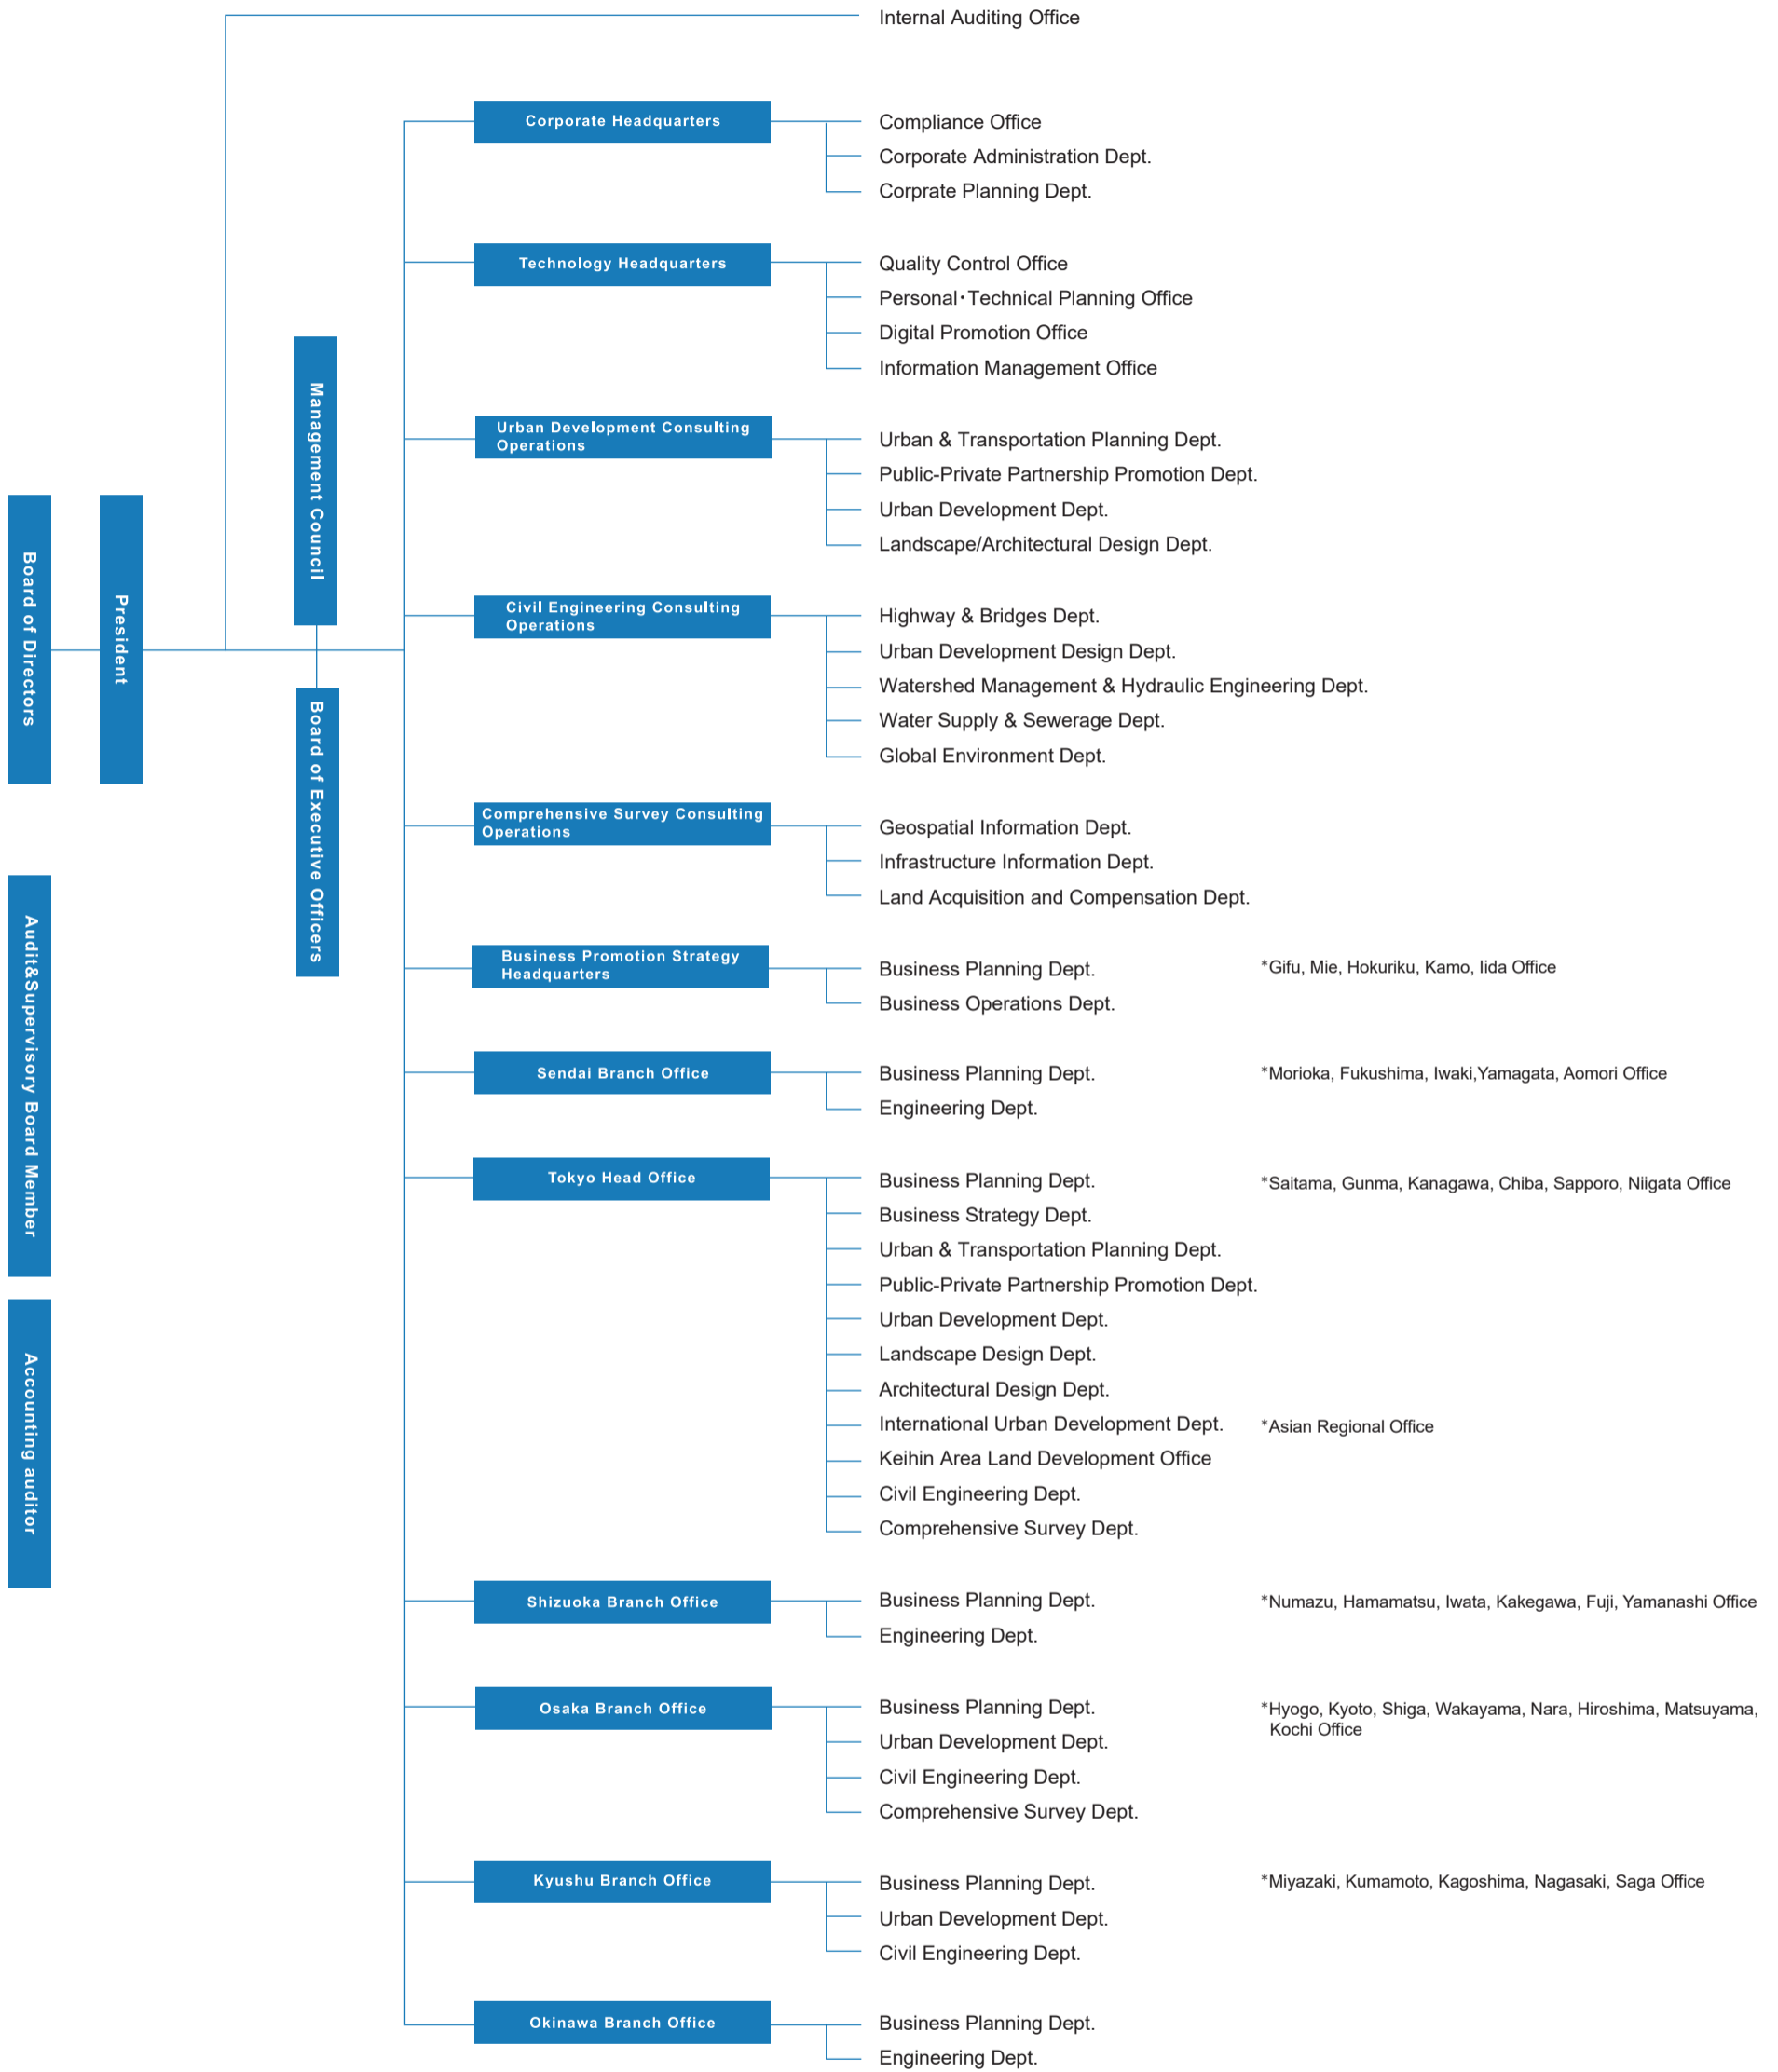 Internal Auditing Office
Corporate Headquarters
Compliance Office
Corporate Administration Dept.
Corprate Planning Dept.
Technology Headquarters
Quality Control Office
Personal・Technical Planning Office
Digital Promotion Office
Information Management Office
Management Council
Urban Development Consulting
Operations
Urban & Transportation Planning Dept.
Public-Private Partnership Promotion Dept.
Urban Development Dept.
Landscape/Architectural Design Dept.
Board of Directors
President
Civil Engineering Consulting
Operations
Highway & Bridges Dept.
Urban Development Design Dept.
Watershed Management & Hydraulic Engineering Dept.
Water Supply & Sewerage Dept.
Global Environment Dept.
Board of Executive Officers
Comprehensive Survey Consulting
Operations
Geospatial Information Dept.
Infrastructure Information Dept.
Land Acquisition and Compensation Dept.
Audit&Supervisory Board Member
Business Promotion Strategy
Headquarters
Business Planning Dept.
*Gifu, Mie, Hokuriku, Kamo, Iida Office
Business Operations Dept.
Sendai Branch Office
Business Planning Dept.
*Morioka, Fukushima, Iwaki,Yamagata, Aomori Office
Engineering Dept.
Tokyo Head Office
Business Planning Dept.
*Saitama, Gunma, Kanagawa, Chiba, Sapporo, Niigata Office
Business Strategy Dept.
Urban & Transportation Planning Dept.
Public-Private Partnership Promotion Dept.
Urban Development Dept.
Landscape Design Dept.
Architectural Design Dept.
International Urban Development Dept.
*Asian Regional Office
Keihin Area Land Development Office
Civil Engineering Dept.
Comprehensive Survey Dept.
Accounting auditor
Shizuoka Branch Office
Business Planning Dept.
*Numazu, Hamamatsu, Iwata, Kakegawa, Fuji, Yamanashi Office
Engineering Dept.
Osaka Branch Office
Business Planning Dept.
*Hyogo, Kyoto, Shiga, Wakayama, Nara, Hiroshima, Matsuyama,
Kochi Office
Urban Development Dept.
Civil Engineering Dept.
Comprehensive Survey Dept.
Kyushu Branch Office
Business Planning Dept.
*Miyazaki, Kumamoto, Kagoshima, Nagasaki, Saga Office
Urban Development Dept.
Civil Engineering Dept.
Okinawa Branch Office
Business Planning Dept.
Engineering Dept.